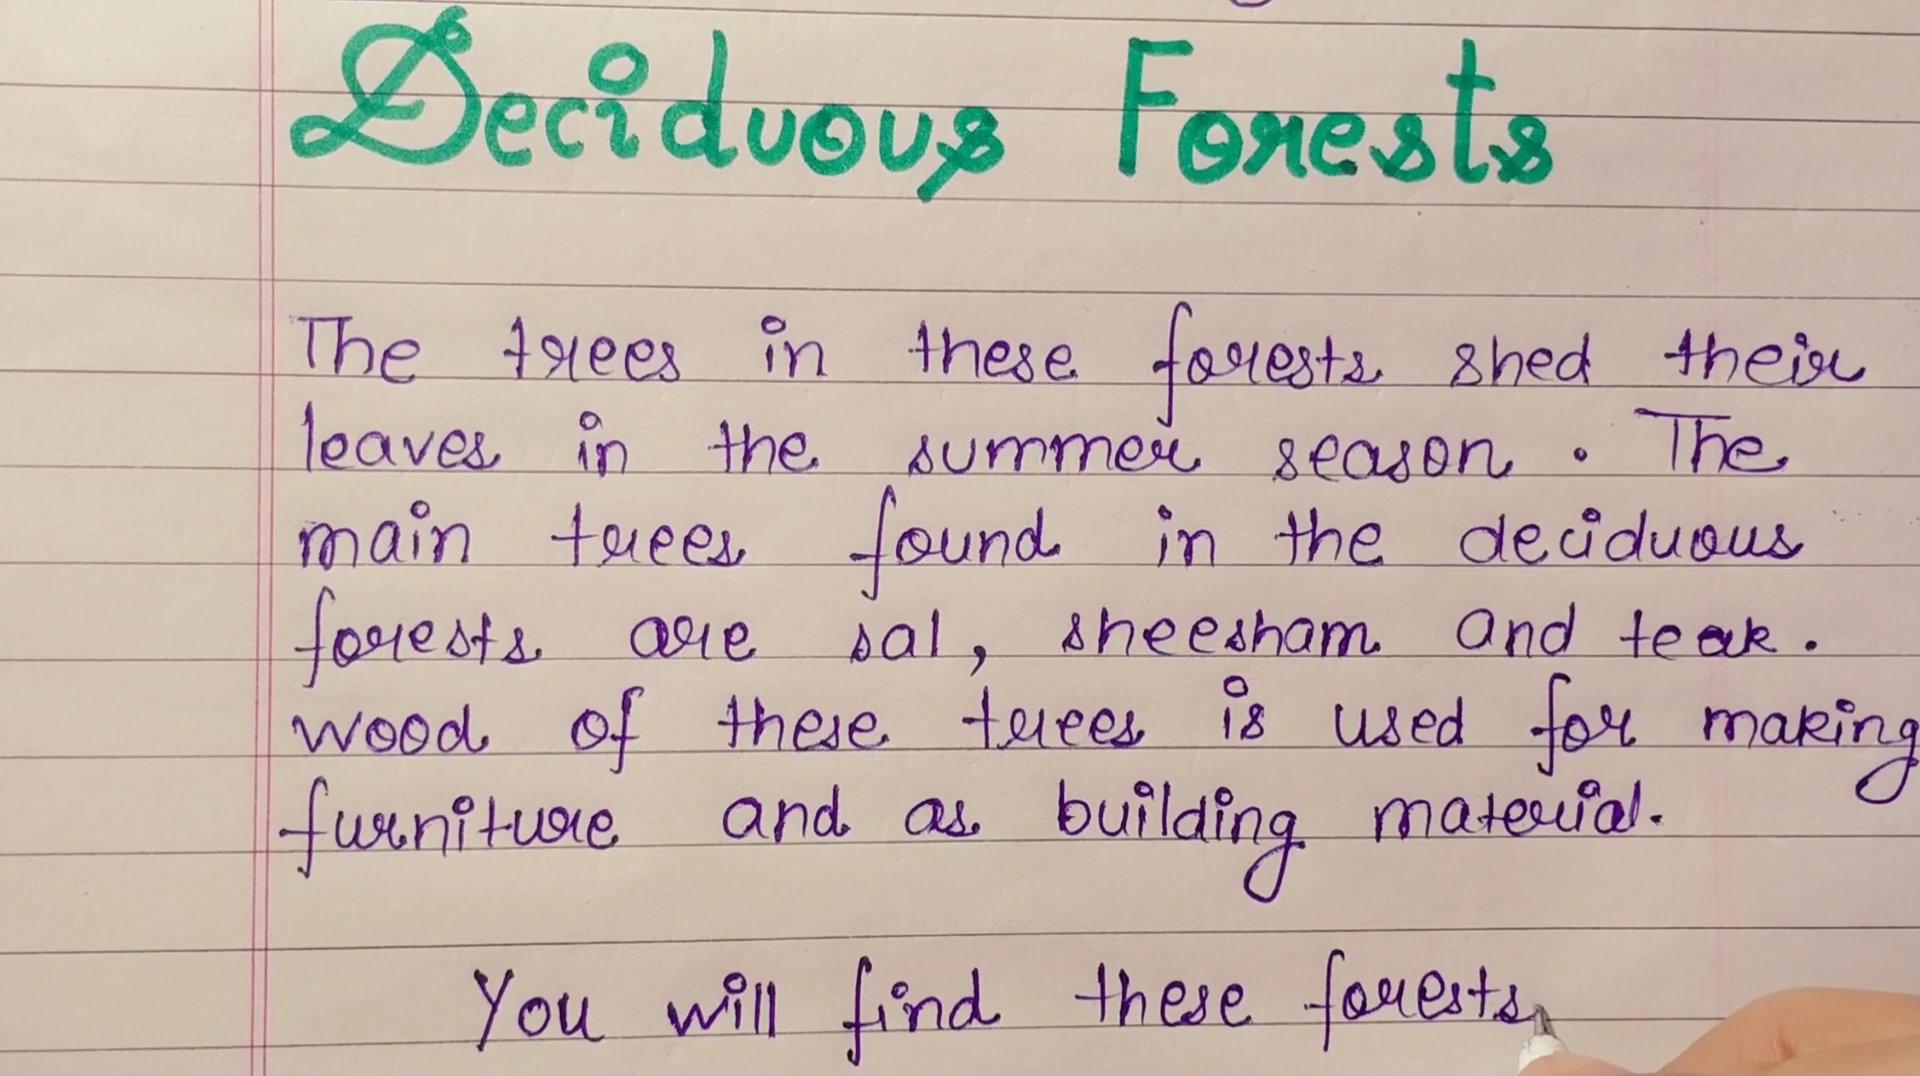 Deciduous Forests
The trees in these forests shed their
leaves in the summer season. The
main trees found in the deciduous
forests are sal, sheesham and teak.
wood of these trees is used for making
furniture and as building material.
You will find these forests